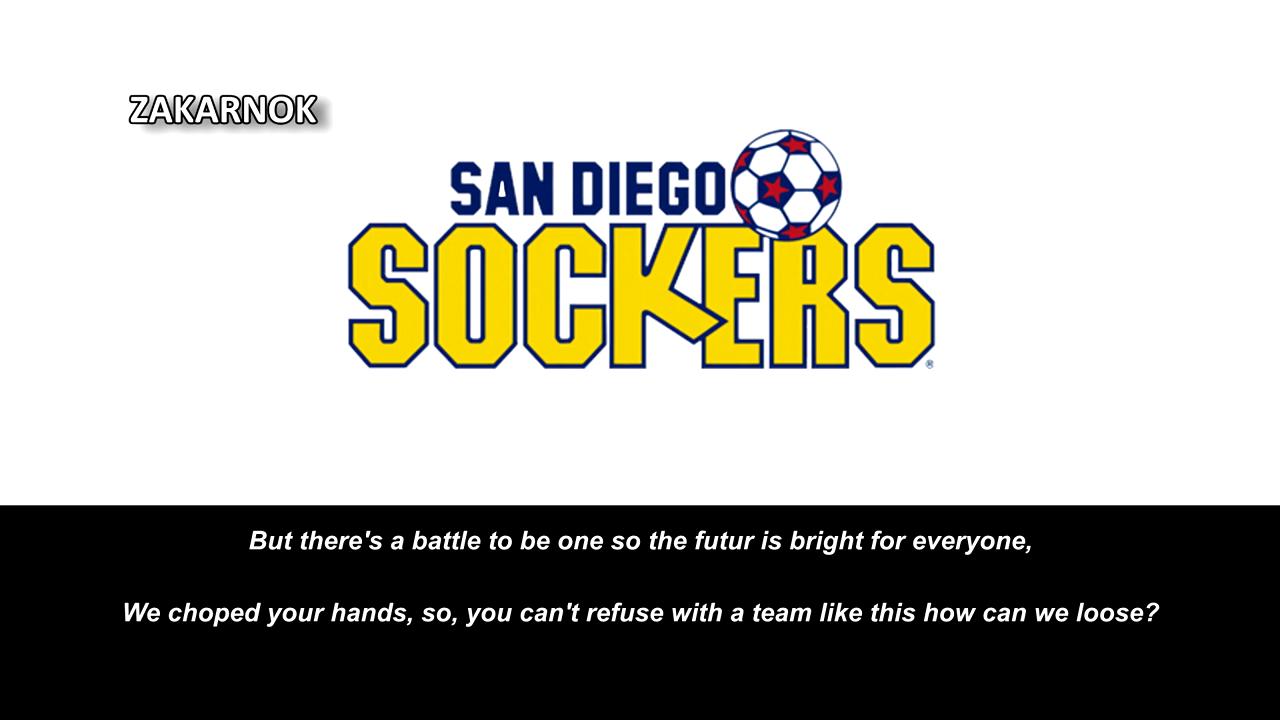 ZAKARNOK
SAN DIEGO
SOCKERS
®
But there's a battle to be one so the futur is bright for everyone,
We choped your hands, so, you can't refuse with a team like this how can we loose?